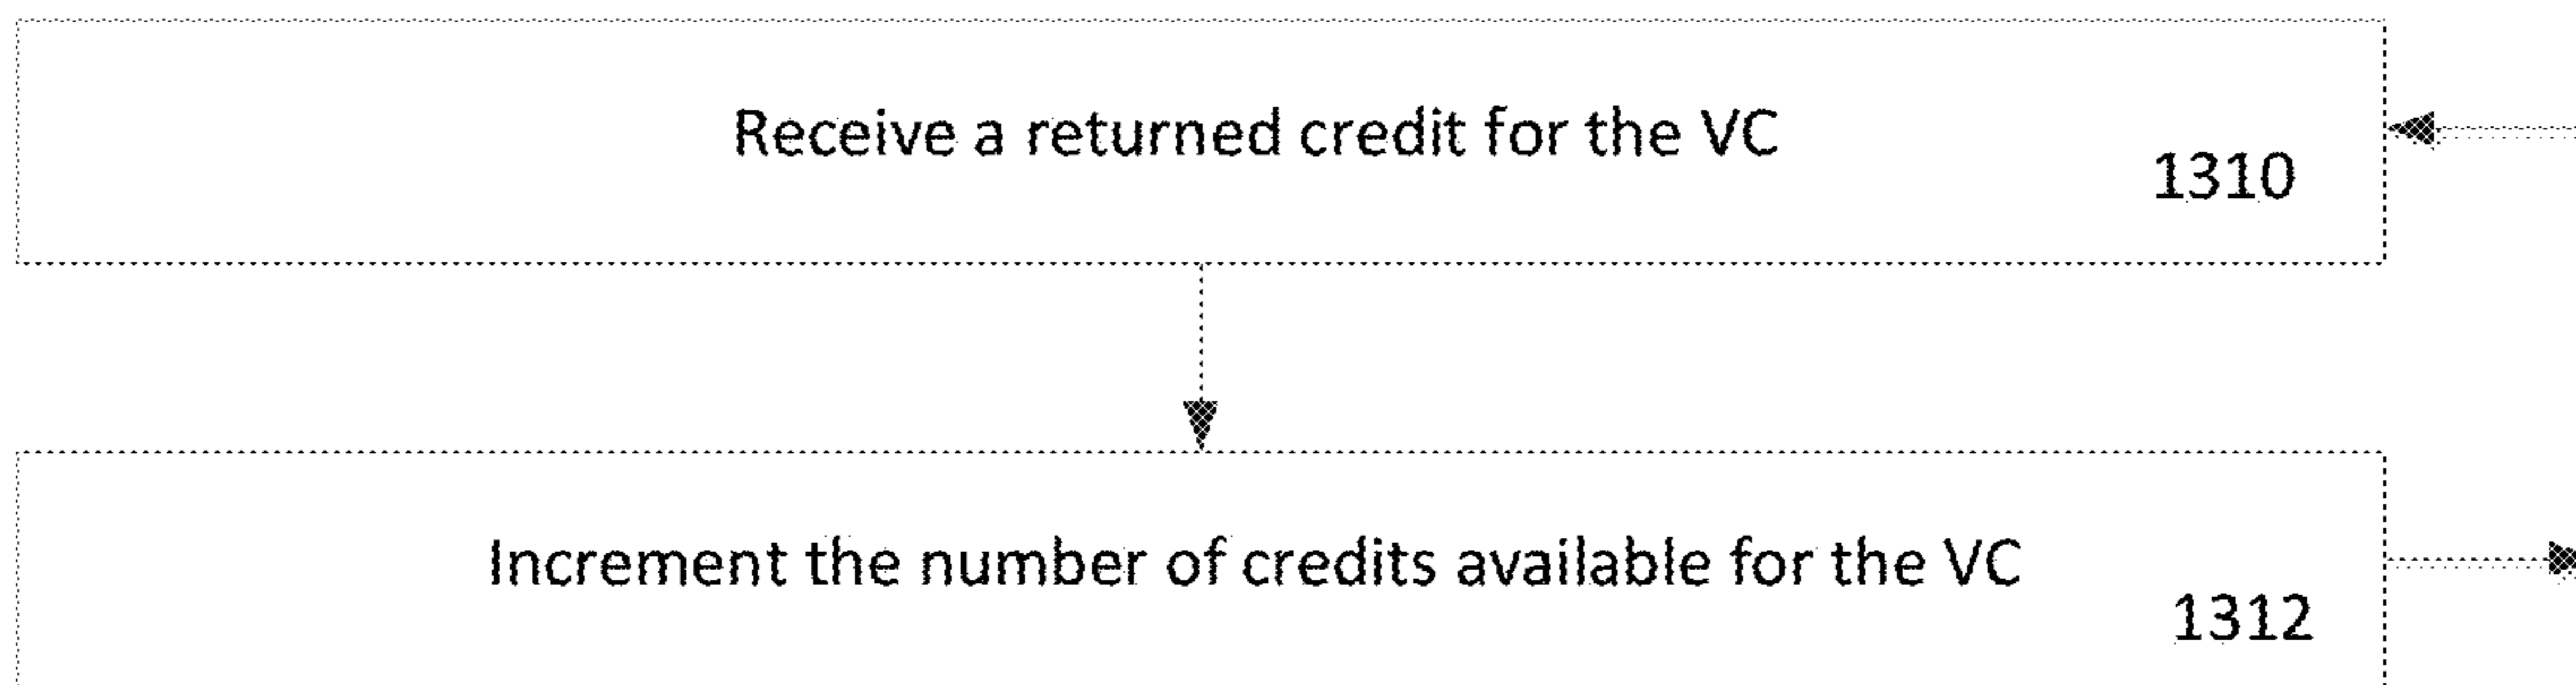 Receive a returned credit for the VC
1310
Increment the number of credits available for the VC
1312